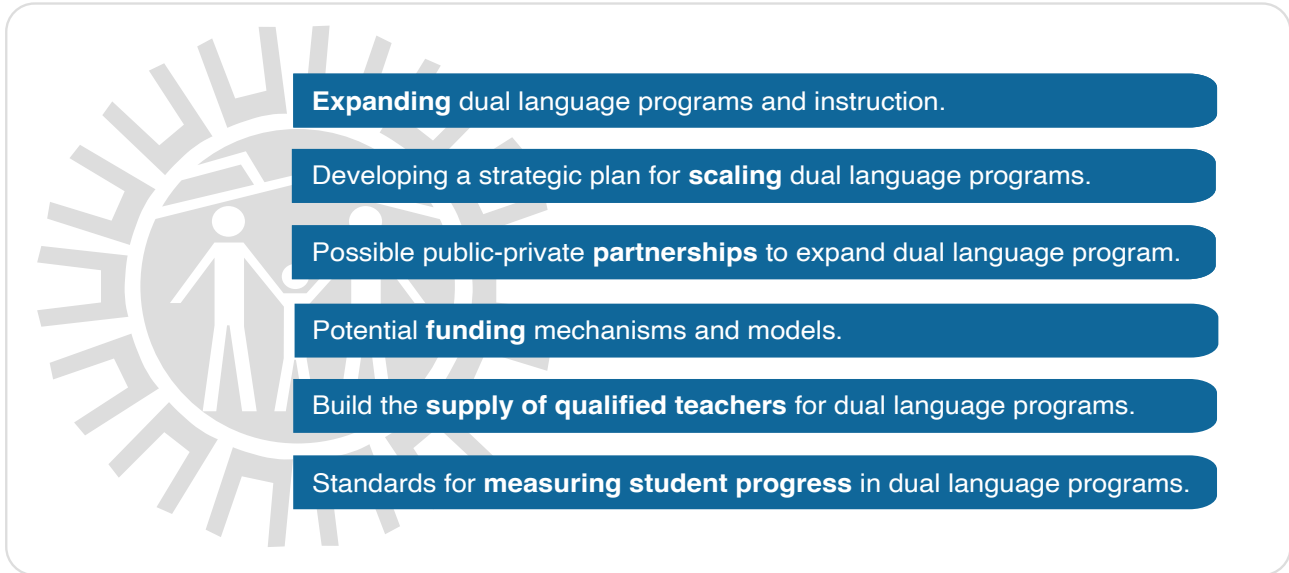 Expanding dual language programs and instruction.
Developing a strategic plan for scaling dual language programs.
Possible public-private partnerships to expand dual language program.
Potential funding mechanisms and models.
Build the supply of qualified teachers for dual language programs.
Standards for measuring student progress in dual language programs.